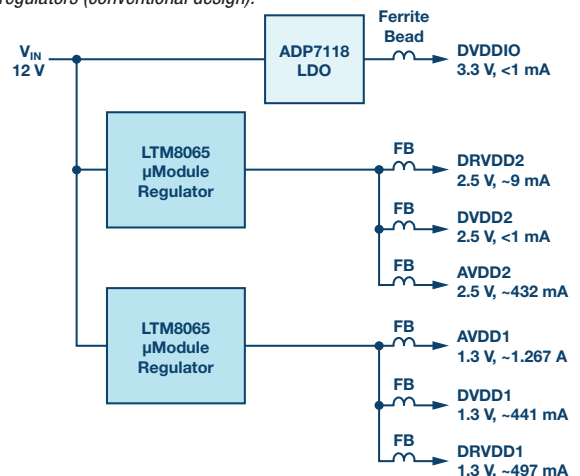 regulators (conventional design).
Ferrite
Bead
V_IN
12 V
ADP7118
LDO
DVDDIO
3.3 V, <1 mA
LTM8065
µModule
Regulator
FB
DRVDD2
2.5 V, ~9 mA
FB
DVDD2
2.5 V, <1 mA
FB
AVDD2
2.5 V, ~432 mA
LTM8065
µModule
Regulator
FB
AVDD1
1.3 V, ~1.267 A
FB
DVDD1
1.3 V, ~441 mA
FB
DRVDD1
1.3 V, ~497 mA